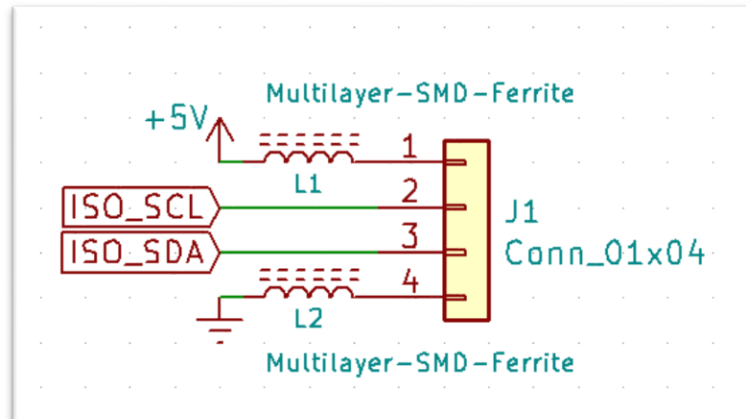 Multilayer-SMD-Ferrite
+5V
1
L1
ISO_SCL
2
J1
ISO_SDA
3
Conn_01x04
4
L2
Multilayer-SMD-Ferrite